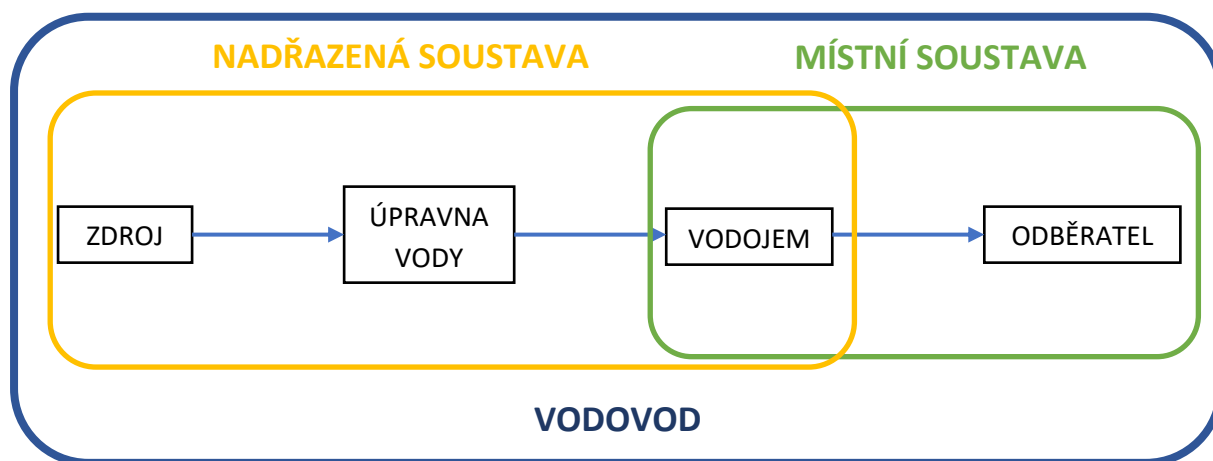 NADŘAZENÁ SOUSTAVA
MÍSTNÍ SOUSTAVA
ZDROJ
ÚPRAVNA
VODY
VODOJEM
ODBĚRATEL
VODOVOD